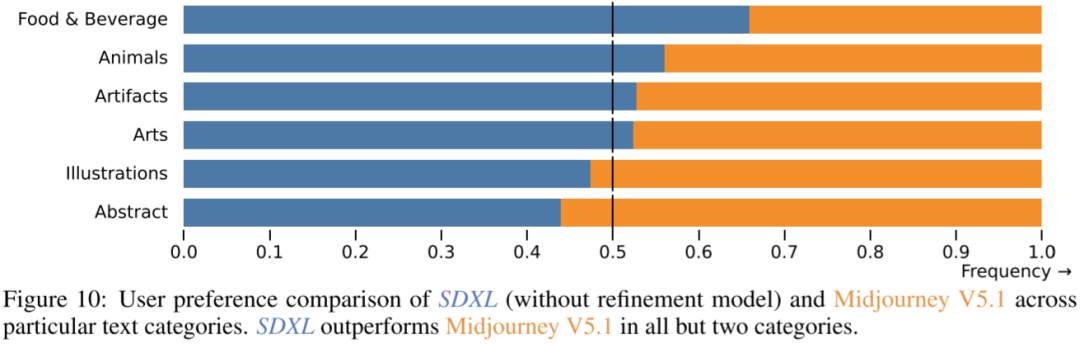 Food & Beverage
Animals
Artifacts
Arts
Illustrations
Abstract
0.0 0.1 0.2 0.3 0.4 0.5 0.6 0.7 0.8 0.9 1.0
Frequency →
Figure 10: User preference comparison of SDXL (without refinement model) and Midjourney V5.1 across
particular text categories. SDXL outperforms Midjourney V5.1 in all but two categories.